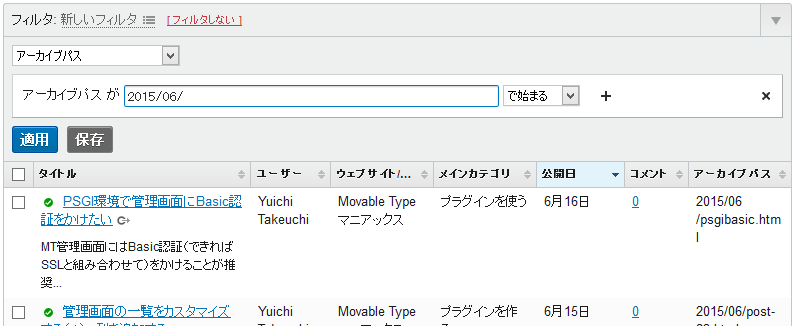 フィルタ: 新しいフィルタ [フィルタしない]
アーカイブパス
アーカイブパス が 2015/06/ で始まる
適用 保存
タイトル ユーザー ウェブサイト/... メインカテゴリ 公開日 コメント アーカイブパス
PSGI環境で管理画面にBasic認 Yuichi Movable Type プラグインを使う 6月16日 0 2015/06
証をかけたい Takeuchi マニアックス /psgibasic.htm
l
MT管理画面にはBasic認証(できれば
SSLと組み合わせて)をかけることが推
奨...
管理画面の一覧をカスタマイズ Yuichi Movable Type プラグインを作 6月15日 0 2015/06/post-